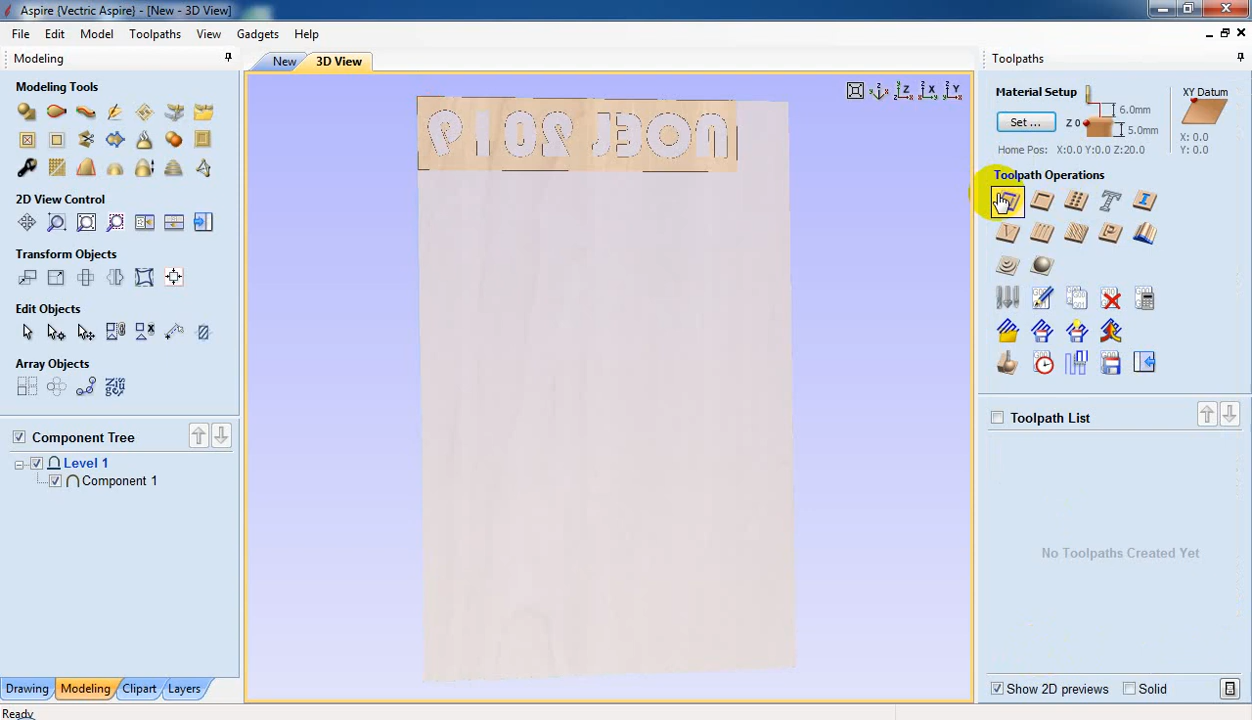 Aspire {Vectric Aspire} - [New - 3D View]
File Edit Model Toolpaths View Gadgets Help
Modeling
New
3D View
Toolpaths
Modeling Tools
2D View Control
Transform Objects
Edit Objects
Array Objects
Component Tree
Level 1
Component 1
Drawing Modeling Clipart Layers
Ready
NOEL 2019
Z X Y
Material Setup
Set ...
Z 0
6.0mm
5.0mm
XY Datum
X: 0.0
Y: 0.0
Home Pos: X:0.0 Y:0.0 Z:20.0
Toolpath Operations
Toolpath List
No Toolpaths Created Yet
Show 2D previews
Solid